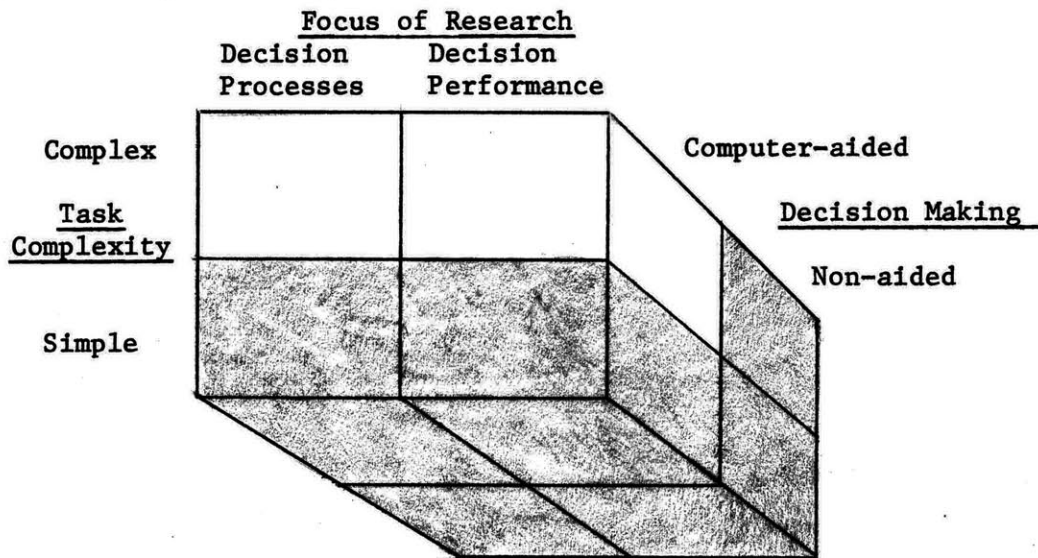 Focus of Research
Decision Processes
Decision Performance
Complex
Computer-aided
Task
Complexity
Decision Making
Non-aided
Simple